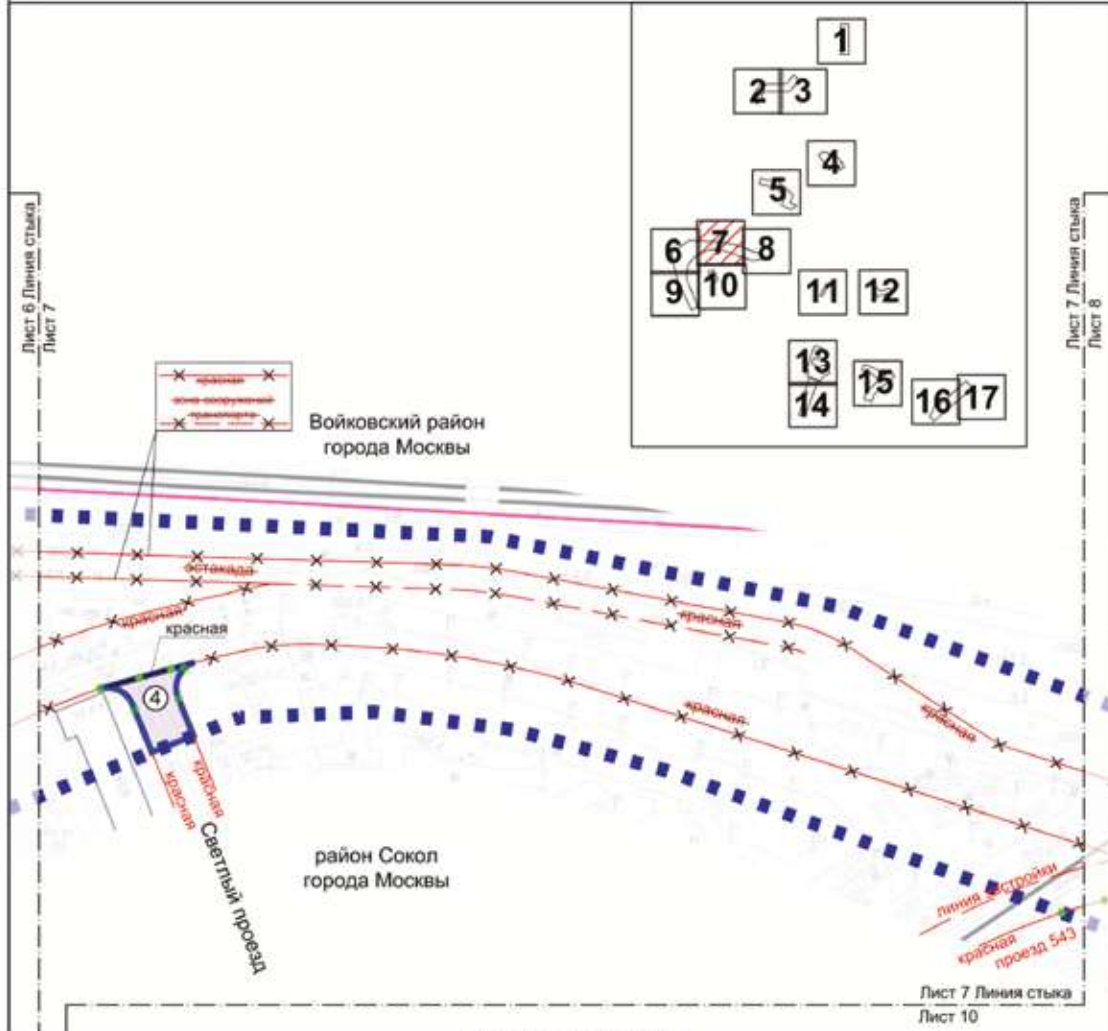 1
2 3
4
5
6 7 8
9 10 11 12
13
14 15 16 17
Лист 6 Линия стыка
Лист 7
Лист 7 Линия стыка
Лист 8
красная
зона сооружений
транспорта
Войковский район
города Москвы
эстакада
красная
красная
красная
красная
красная
4
красная
красная
Светлый проезд
район Сокол
города Москвы
линия застройки
красная
проезд 543
Лист 7 Линия стыка
Лист 10